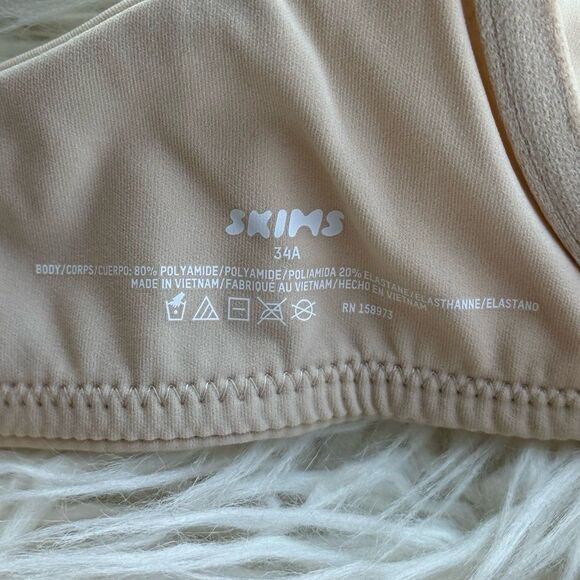 SKIMS
34A
BODY/CORPS/CUERPO: 80% POLYAMIDE/POLYAMIDE/POLIAMIDA 20% ELASTANE/ELASTHANNE/ELASTANO
MADE IN VIETNAM/FABRIQUE AU VIETNAM/HECHO EN VIETNAM
RN 158973